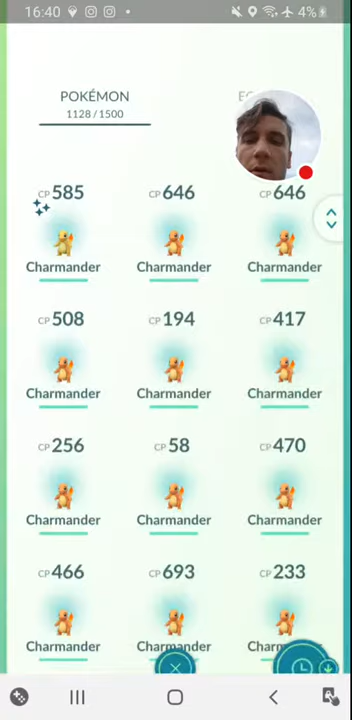 16:40
4%
POKÉMON
1128 / 1500
CP 585
CP 646
CP 646
Charmander
Charmander
Charmander
CP 508
CP 194
CP 417
Charmander
Charmander
Charmander
CP 256
CP 58
CP 470
Charmander
Charmander
Charmander
CP 466
CP 693
CP 233
Charmander
Charmander